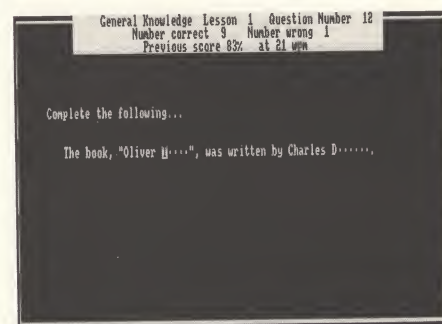 General Knowledge Lesson 1 Question Number 12
Number correct 9 Number wrong 1
Previous score 83% at 21 wpm
Complete the following...
The book, "Oliver ····", was written by Charles D······.